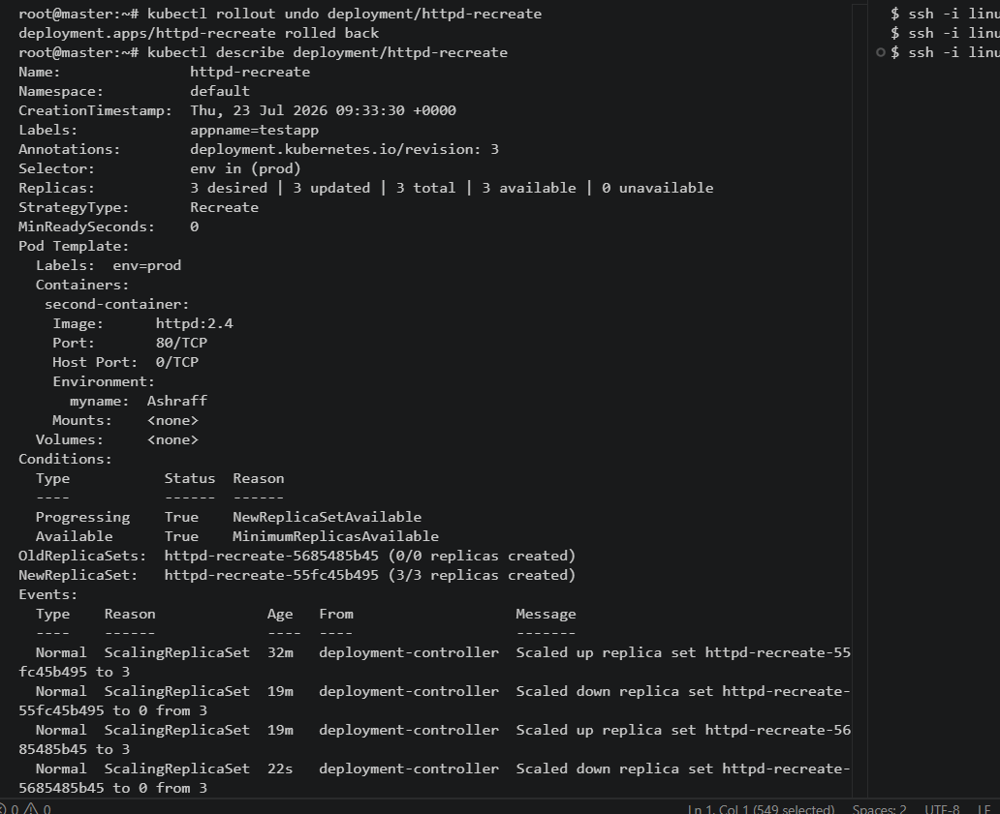 root@master:~# kubectl rollout undo deployment/httpd-recreate
deployment.apps/httpd-recreate rolled back
root@master:~# kubectl describe deployment/httpd-recreate
Name:                   httpd-recreate
Namespace:              default
CreationTimestamp:  Thu, 23 Jul 2026 09:33:30 +0000
Labels:                 appname=testapp
Annotations:            deployment.kubernetes.io/revision: 3
Selector:               env in (prod)
Replicas:               3 desired | 3 updated | 3 total | 3 available | 0 unavailable
StrategyType:           Recreate
MinReadySeconds:        0
Pod Template:
  Labels:  env=prod
  Containers:
   second-container:
    Image:      httpd:2.4
    Port:       80/TCP
    Host Port:  0/TCP
    Environment:
      myname:  Ashraff
    Mounts:    <none>
  Volumes:     <none>
Conditions:
  Type           Status  Reason
  ----           ------  ------
  Progressing    True    NewReplicaSetAvailable
  Available      True    MinimumReplicasAvailable
OldReplicaSets:  httpd-recreate-5685485b45 (0/0 replicas created)
NewReplicaSet:   httpd-recreate-55fc45b495 (3/3 replicas created)
Events:
  Type    Reason             Age   From                   Message
  ----    ------             ----  ----                   -------
  Normal  ScalingReplicaSet  32m   deployment-controller  Scaled up replica set httpd-recreate-55
fc45b495 to 3
  Normal  ScalingReplicaSet  19m   deployment-controller  Scaled down replica set httpd-recreate-
55fc45b495 to 0 from 3
  Normal  ScalingReplicaSet  19m   deployment-controller  Scaled up replica set httpd-recreate-56
85485b45 to 3
  Normal  ScalingReplicaSet  22s   deployment-controller  Scaled down replica set httpd-recreate-
5685485b45 to 0 from 3
$ ssh -i linu
$ ssh -i linu
$ ssh -i linu
0 0
Ln 1, Col 1 (549 selected) Spaces: 2 UTF-8 LF